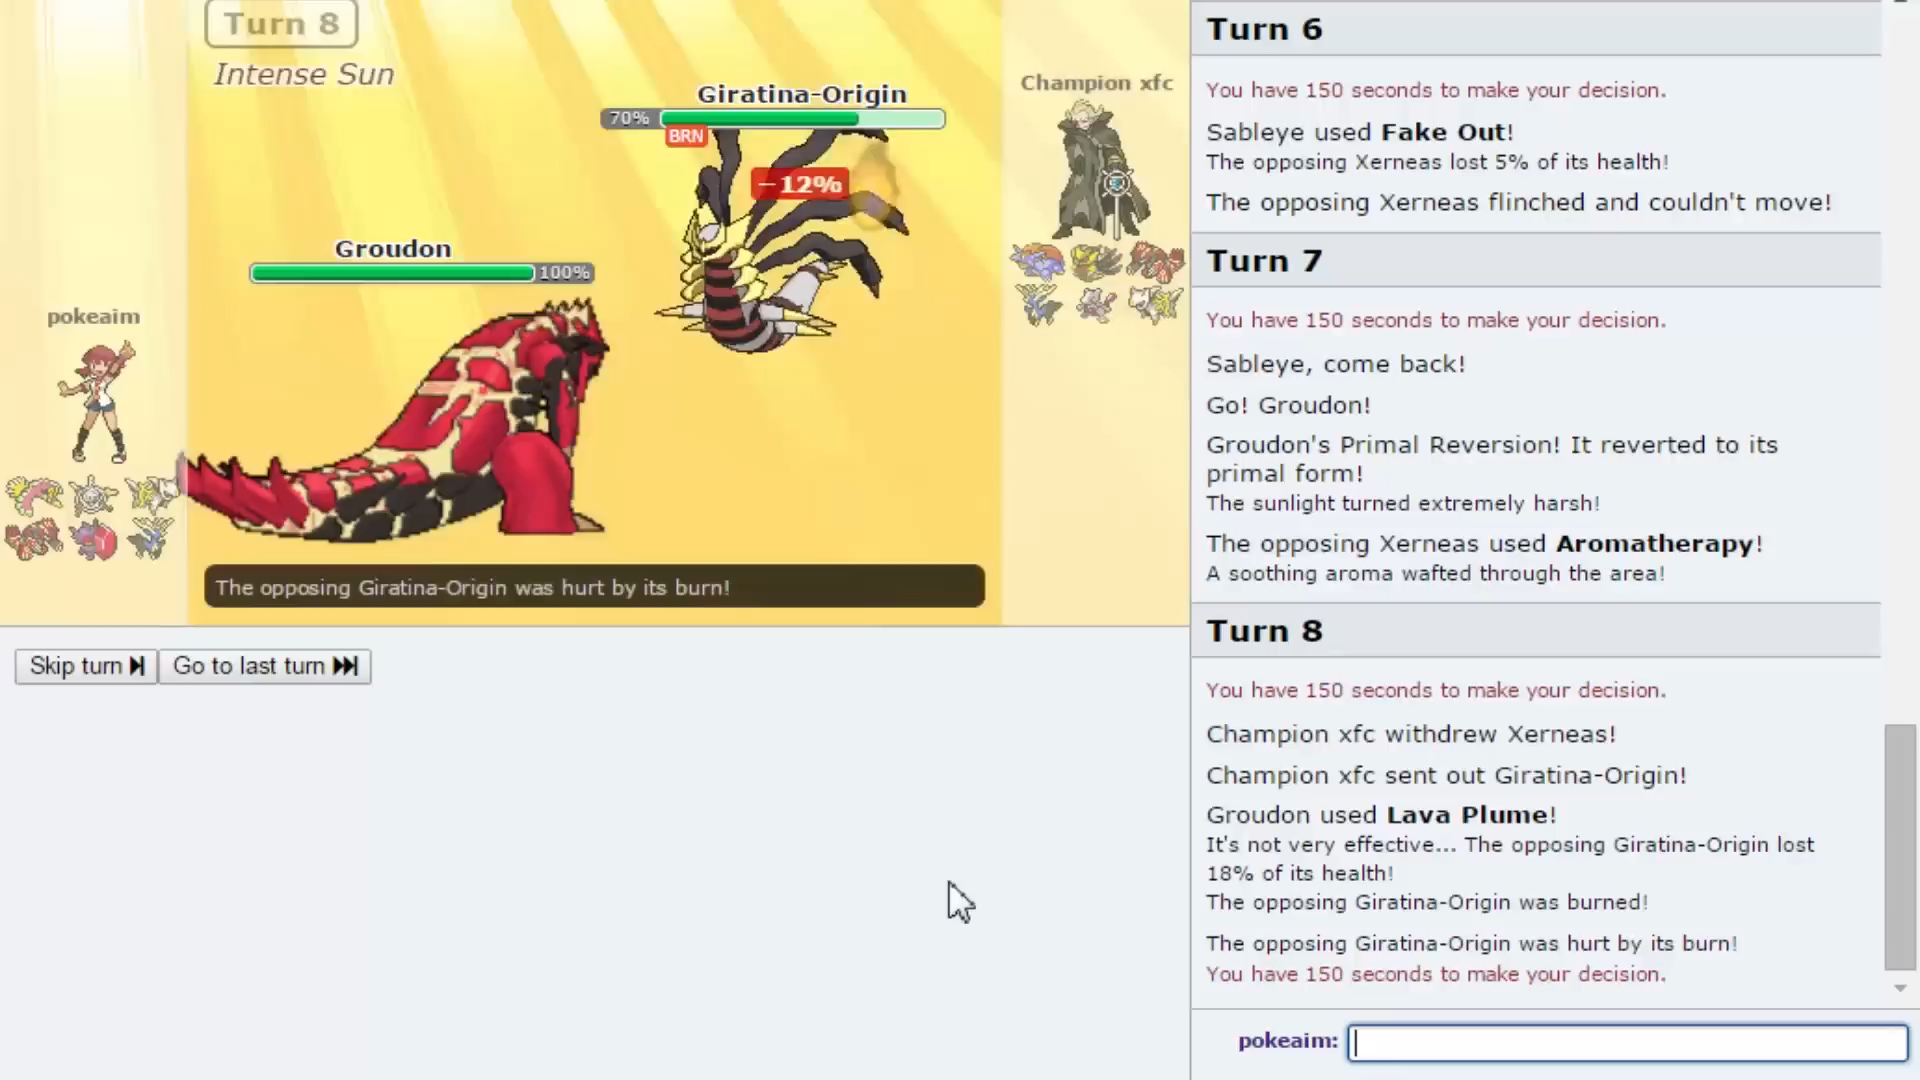 Turn 8
Intense Sun
Giratina-Origin
70%
BRN
−12%
Groudon
100%
pokeaim
Champion xfc
The opposing Giratina-Origin was hurt by its burn!
Skip turn
Go to last turn
Turn 6
You have 150 seconds to make your decision.
Sableye used Fake Out!
The opposing Xerneas lost 5% of its health!
The opposing Xerneas flinched and couldn't move!
Turn 7
You have 150 seconds to make your decision.
Sableye, come back!
Go! Groudon!
Groudon's Primal Reversion! It reverted to its
primal form!
The sunlight turned extremely harsh!
The opposing Xerneas used Aromatherapy!
A soothing aroma wafted through the area!
Turn 8
You have 150 seconds to make your decision.
Champion xfc withdrew Xerneas!
Champion xfc sent out Giratina-Origin!
Groudon used Lava Plume!
It's not very effective... The opposing Giratina-Origin lost
18% of its health!
The opposing Giratina-Origin was burned!
The opposing Giratina-Origin was hurt by its burn!
You have 150 seconds to make your decision.
pokeaim: